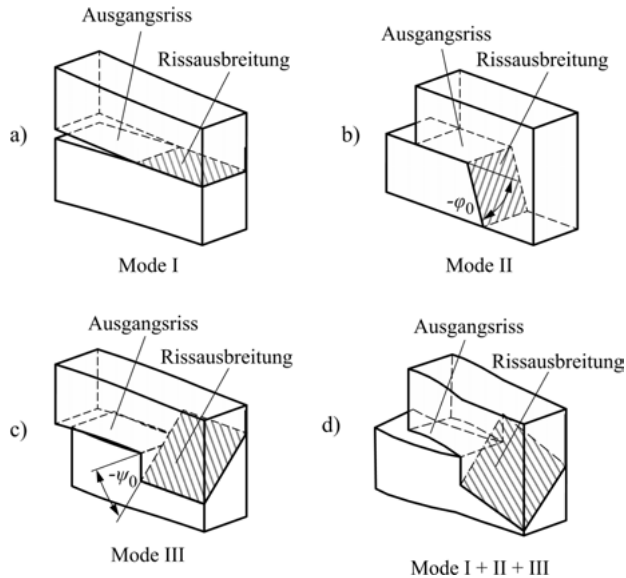 Ausgangsriss
Rissausbreitung
a)
Mode I
Ausgangsriss
Rissausbreitung
b)
-φ₀
Mode II
Ausgangsriss
Rissausbreitung
c)
-ψ₀
Mode III
Ausgangsriss
Rissausbreitung
d)
Mode I + II + III